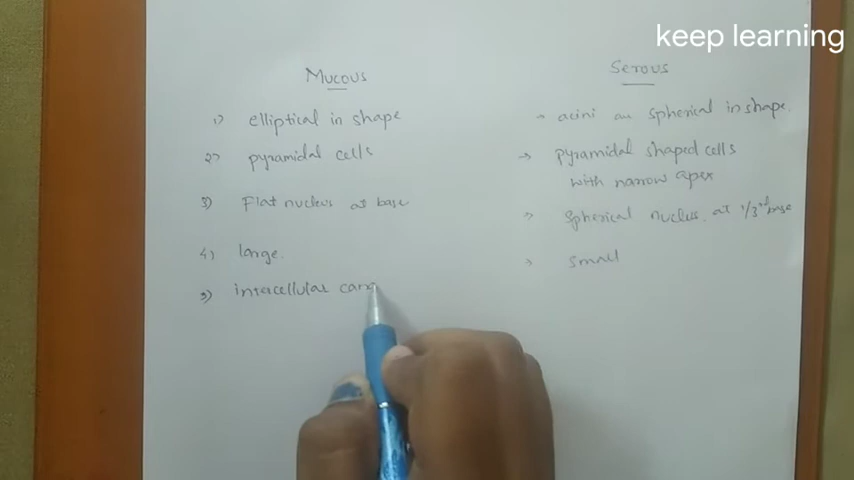 keep learning
Mucous
Serous
1) elliptical in shape
→ acini are spherical in shape.
2) pyramidal cells
→ pyramidal shaped cells
with narrow apex
3) Flat nucleus at base
→ spherical nucleus at 1/3rd base
4) large.
→ small
5) intercellular cana